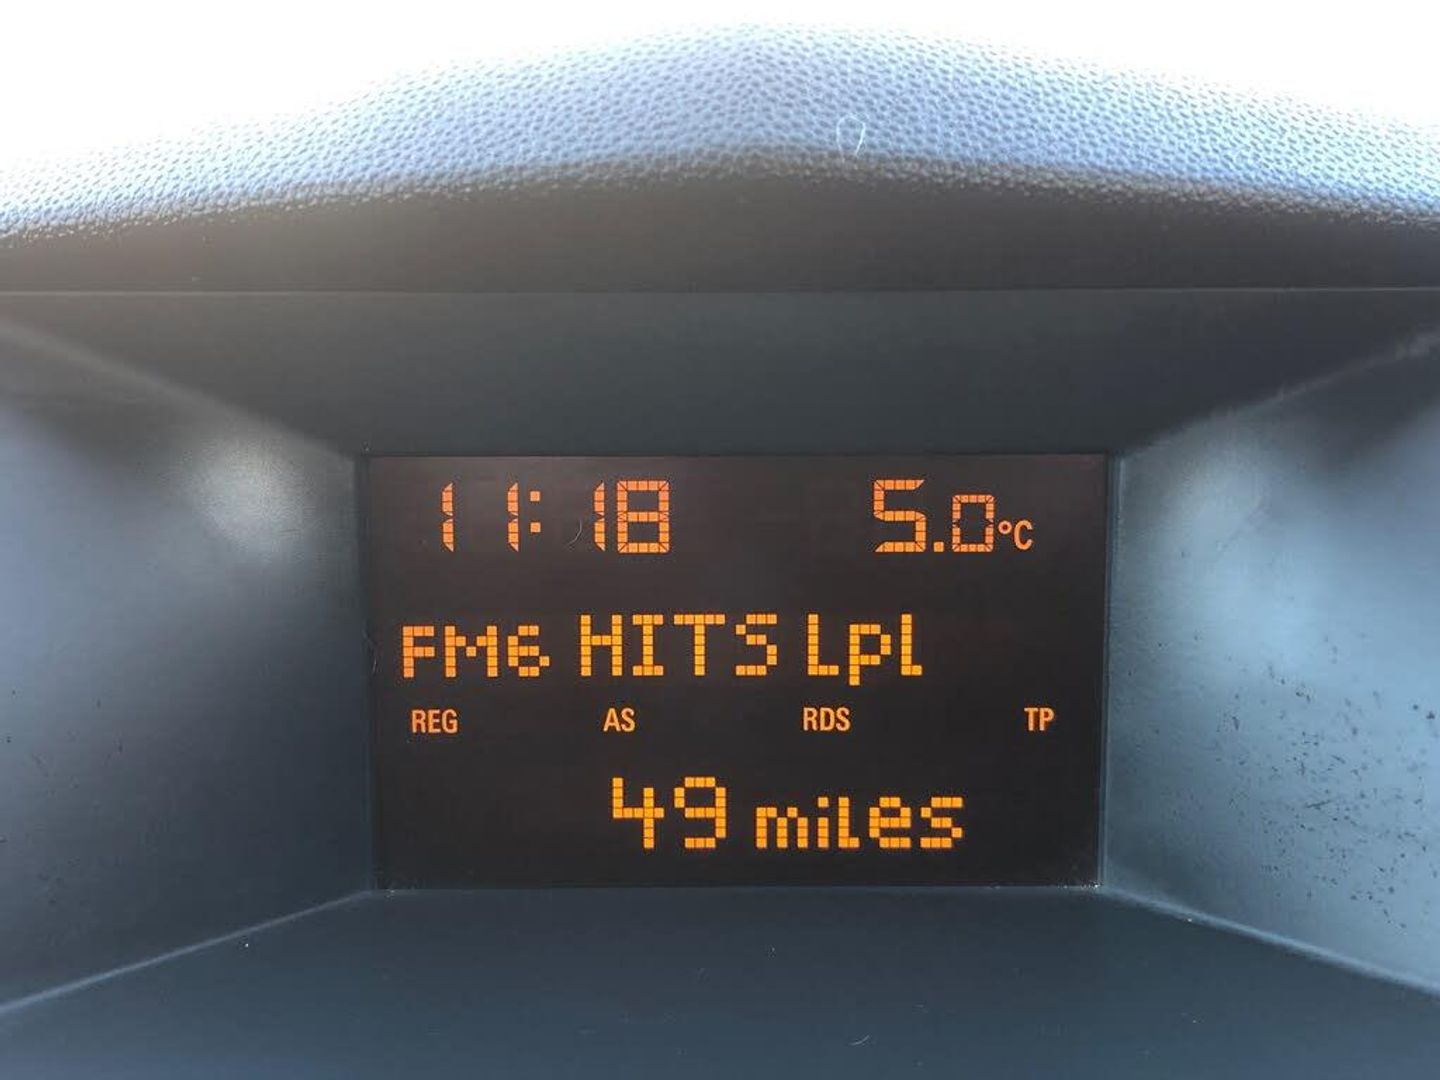 11:18 5.0°C
FM6 HITS Lpl
REG AS RDS TP
49 miles